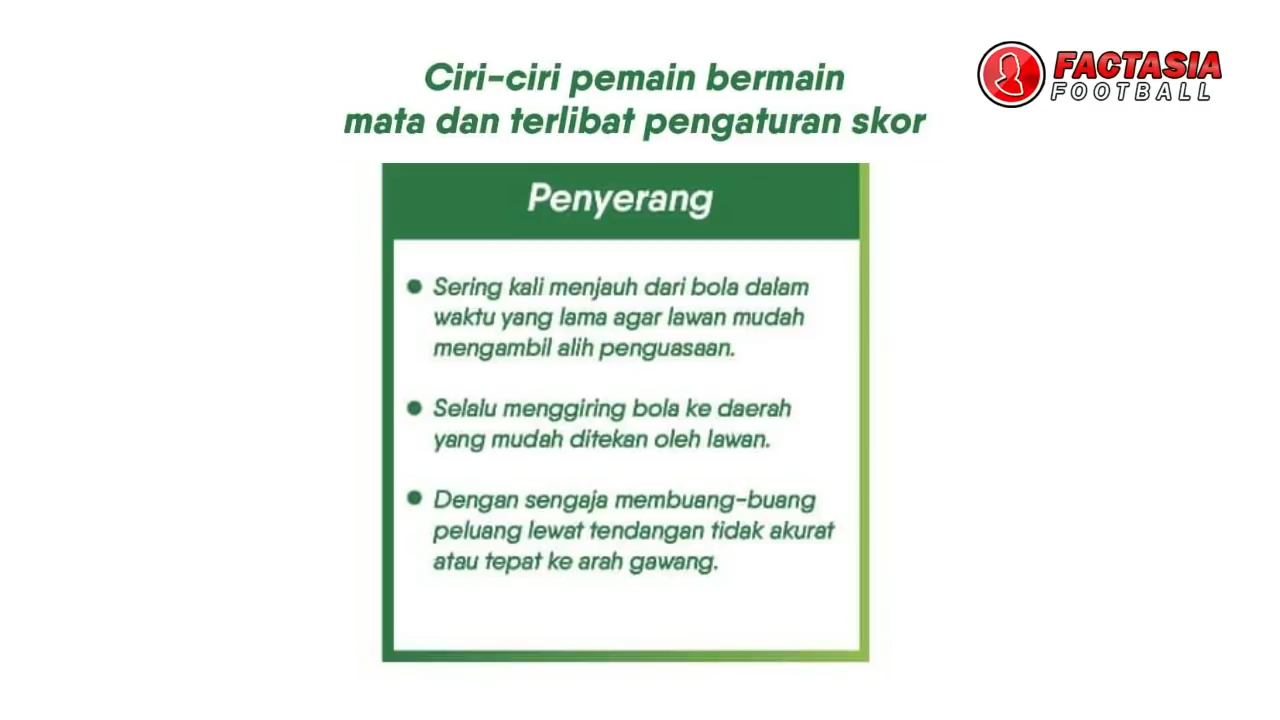 Ciri-ciri pemain bermain
mata dan terlibat pengaturan skor
FACTASIA
FOOTBALL
Penyerang
Sering kali menjauh dari bola dalam
waktu yang lama agar lawan mudah
mengambil alih penguasaan.
Selalu menggiring bola ke daerah
yang mudah ditekan oleh lawan.
Dengan sengaja membuang-buang
peluang lewat tendangan tidak akurat
atau tepat ke arah gawang.